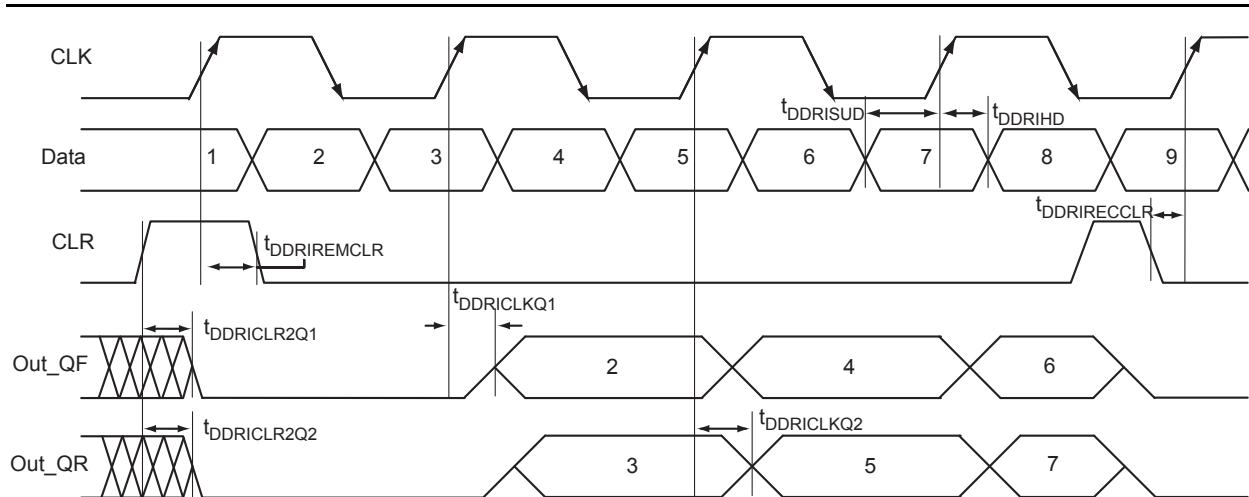 CLK
tDDRISUD
tDDRIHD
Data
1 2 3 4 5 6 7 8 9
tDDRIRECCLR
CLR
tDDRIREMCLR
tDDRICLKQ1
tDDRICLR2Q1
Out_QF
2 4 6
tDDRICLR2Q2
tDDRICLKQ2
Out_QR
3 5 7